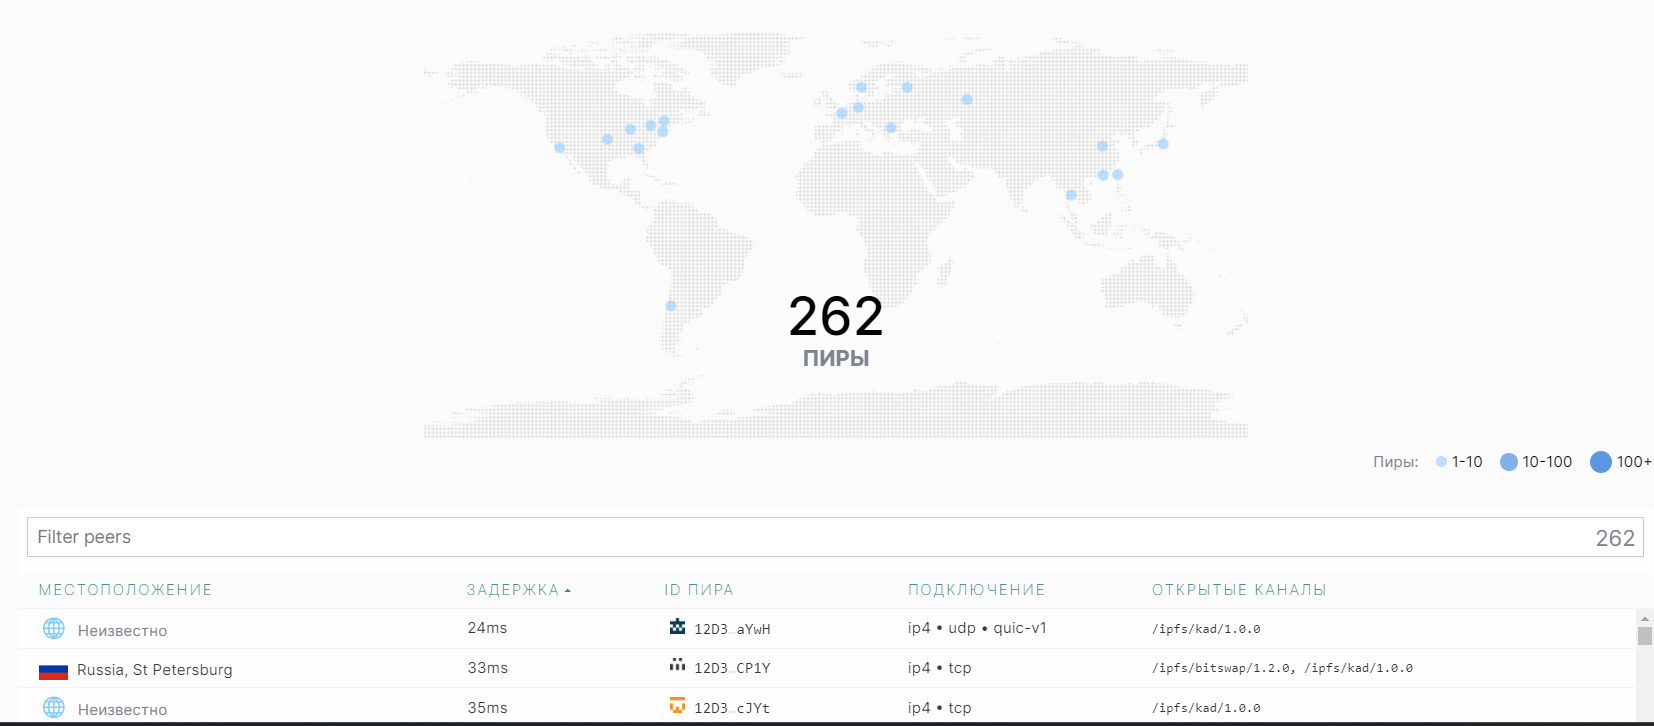 262
ПИРЫ
Пиры: 1-10 10-100 100+
Filter peers 262
МЕСТОПОЛОЖЕНИЕ ЗАДЕРЖКА ID ПИРА ПОДКЛЮЧЕНИЕ ОТКРЫТЫЕ КАНАЛЫ
Неизвестно 24ms 12D3…aYwH ip4 • udp • quic-v1 /ipfs/kad/1.0.0
Russia, St Petersburg 33ms 12D3…CP1Y ip4 • tcp /ipfs/bitswap/1.2.0, /ipfs/kad/1.0.0
Неизвестно 35ms 12D3…cJYt ip4 • tcp /ipfs/kad/1.0.0